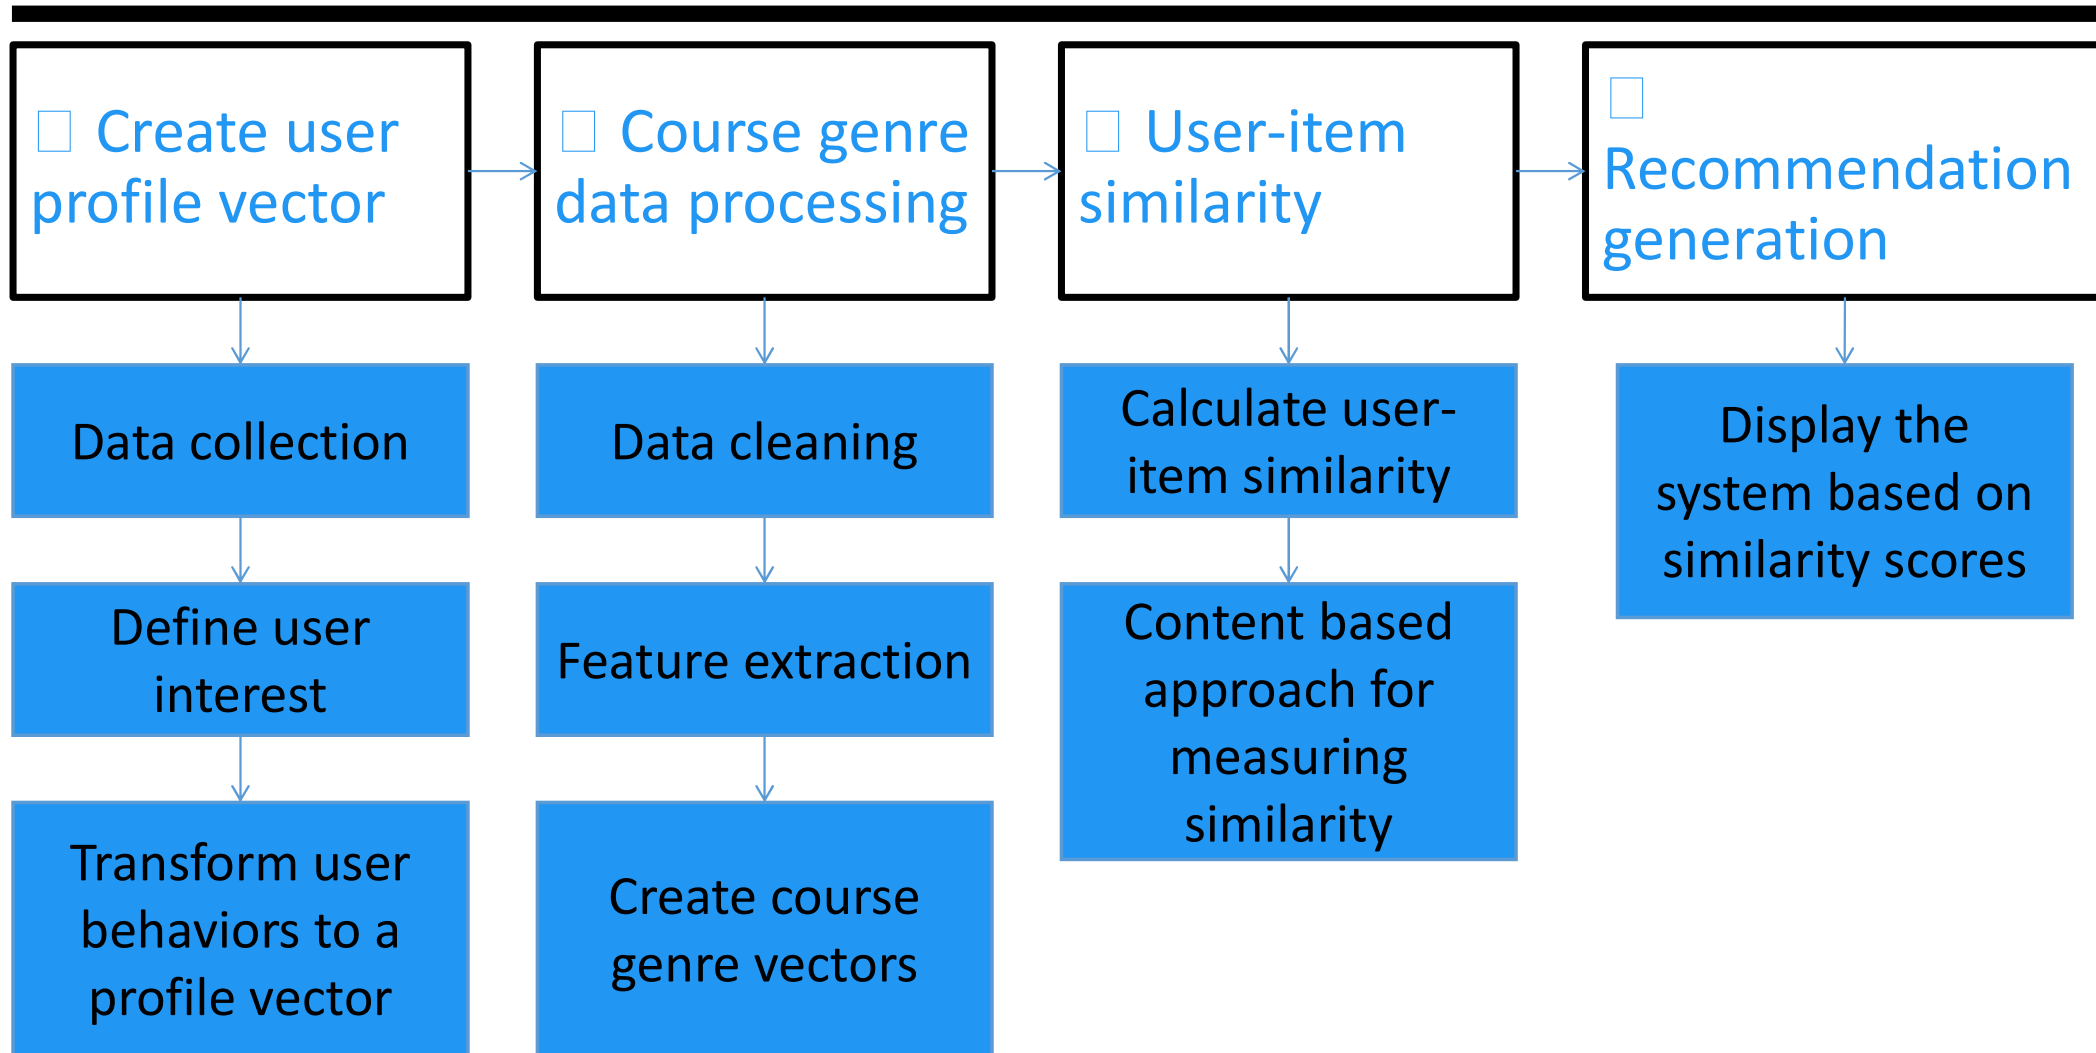 □ Create user
profile vector
□ Course genre
data processing
□ User-item
similarity
□
Recommendation
generation
Data collection
Define user
interest
Transform user
behaviors to a
profile vector
Data cleaning
Feature extraction
Create course
genre vectors
Calculate user-
item similarity
Content based
approach for
measuring
similarity
Display the
system based on
similarity scores